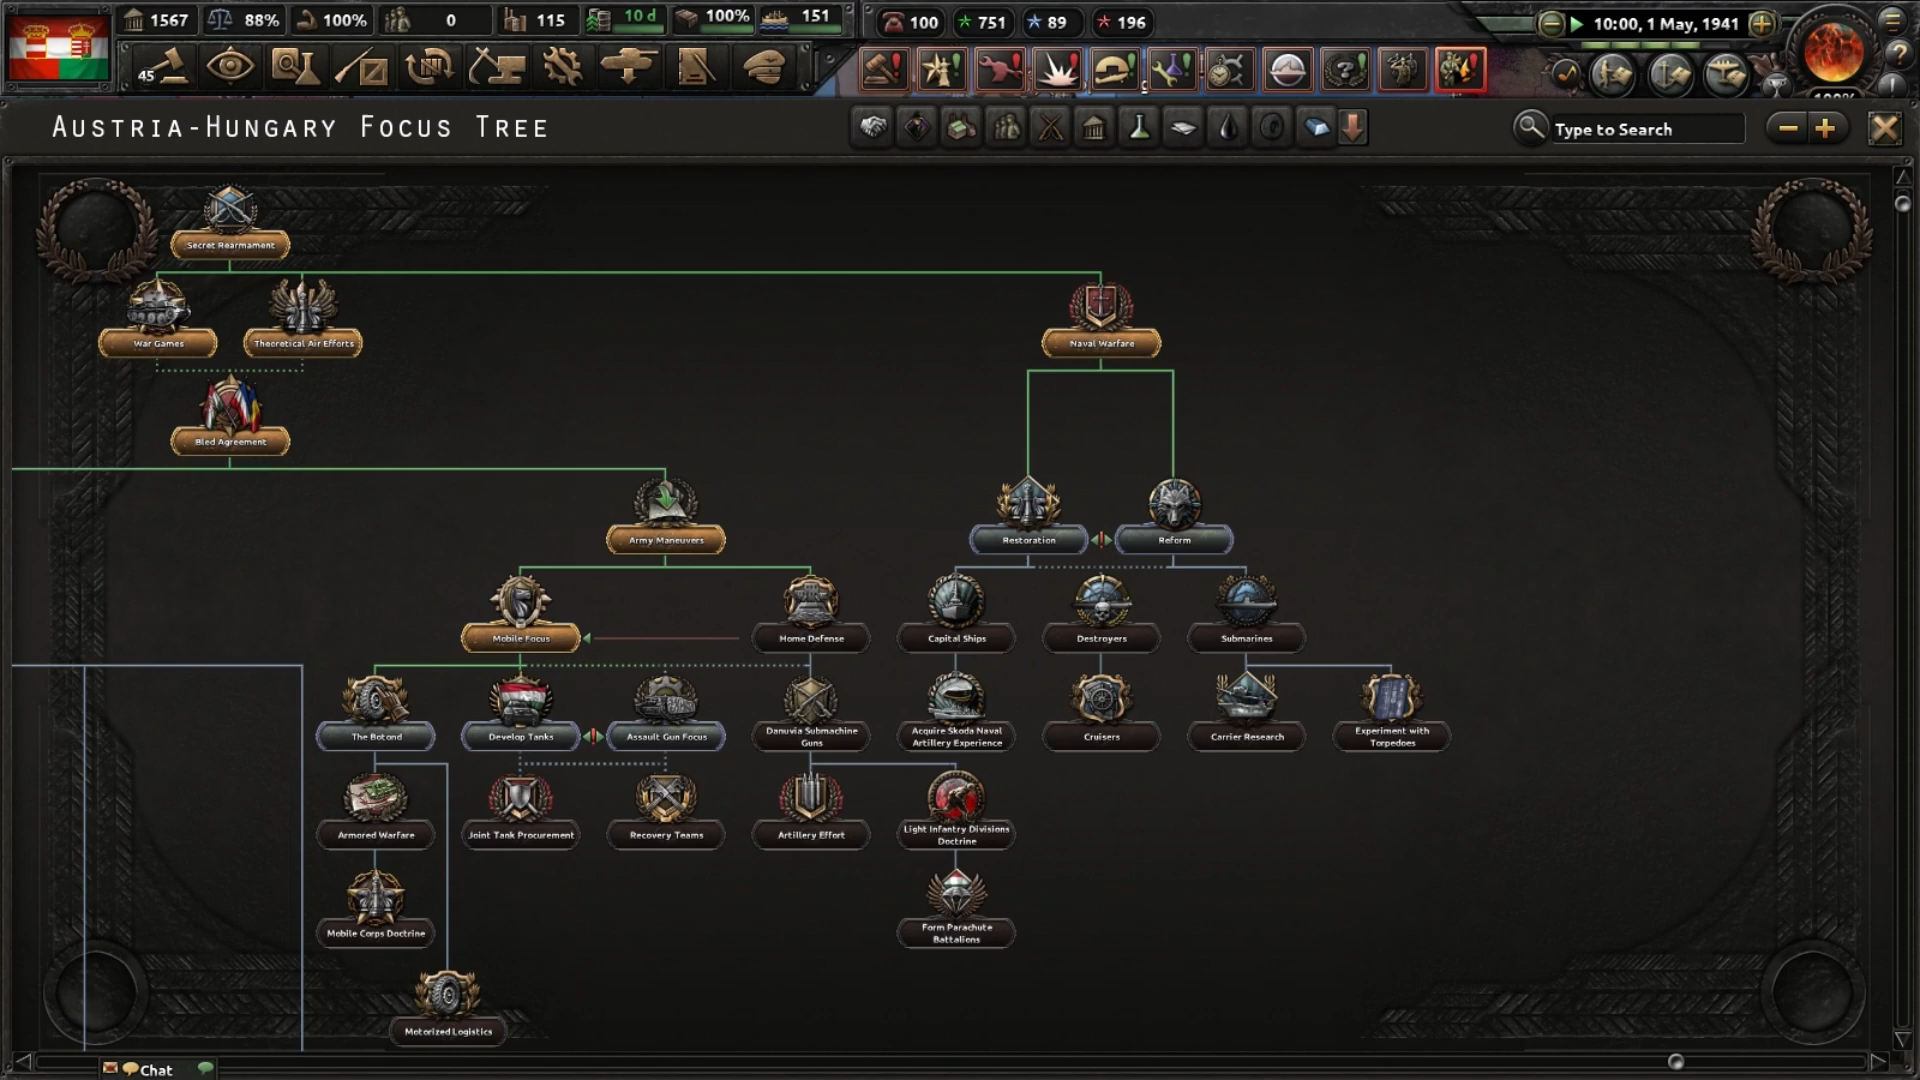 1567
88%
100%
0
115
10 d
100%
151
100
751
89
196
10:00, 1 May, 1941
45
Austria-Hungary Focus Tree
Type to Search
Secret Rearmament
War Games
Theoretical Air Efforts
Naval Warfare
Bled Agreement
Army Maneuvers
Restoration
Reform
Mobile Focus
Home Defense
Capital Ships
Destroyers
Submarines
The Botond
Develop Tanks
Assault Gun Focus
Danuvia Submachine
Guns
Acquire Skoda Naval
Artillery Experience
Cruisers
Carrier Research
Experiment with
Torpedoes
Armored Warfare
Joint Tank Procurement
Recovery Teams
Artillery Effort
Light Infantry Divisions
Doctrine
Mobile Corps Doctrine
Form Parachute
Battalions
Motorized Logistics
Chat